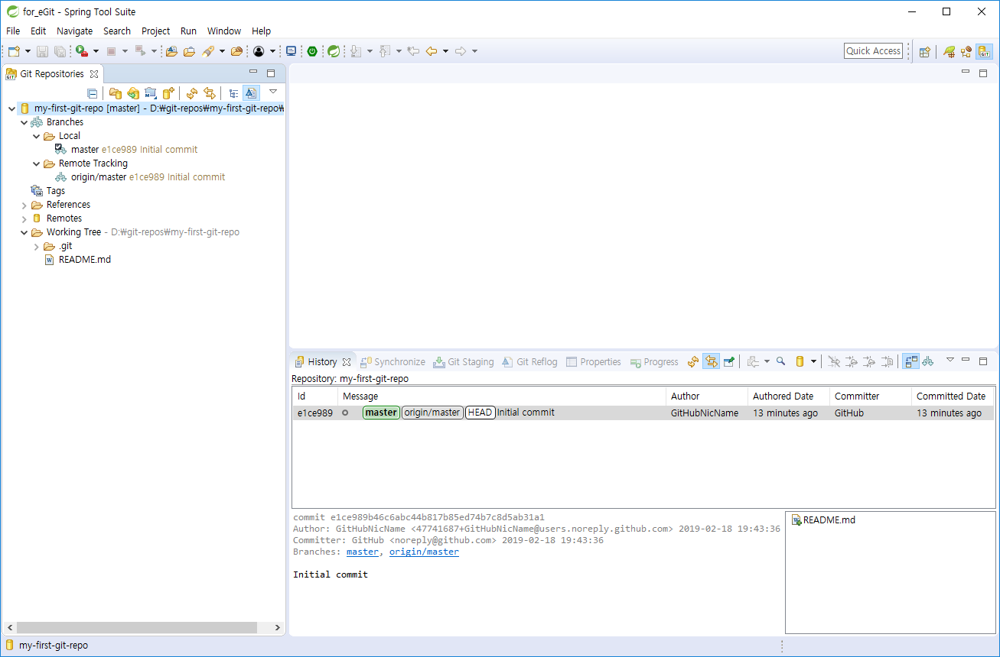 for_eGit - Spring Tool Suite
File Edit Navigate Search Project Run Window Help
Quick Access
Git Repositories
my-first-git-repo [master] - D:₩git-repos₩my-first-git-repo₩
Branches
Local
master e1ce989 Initial commit
Remote Tracking
origin/master e1ce989 Initial commit
Tags
References
Remotes
Working Tree - D:₩git-repos₩my-first-git-repo
.git
README.md
History Synchronize Git Staging Git Reflog Properties Progress
Repository: my-first-git-repo
Id Message Author Authored Date Committer Committed Date
e1ce989 master origin/master HEAD Initial commit GitHubNicName 13 minutes ago GitHub 13 minutes ago
commit e1ce989b46c6abc44b817b85ed74b7c8d5ab31a1
Author: GitHubNicName <47741687+GitHubNicName@users.noreply.github.com> 2019-02-18 19:43:36
Committer: GitHub <noreply@github.com> 2019-02-18 19:43:36
Branches: master, origin/master
Initial commit
README.md
my-first-git-repo